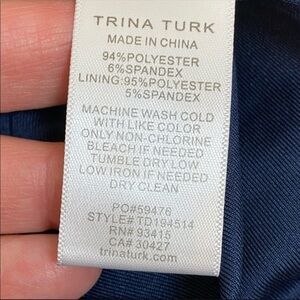 TRINA TURK
MADE IN CHINA
94%POLYESTER
6%SPANDEX
LINING:95%POLYESTER
5%SPANDEX
MACHINE WASH COLD
WITH LIKE COLOR
ONLY NON-CHLORINE
BLEACH IF NEEDED
TUMBLE DRY LOW
LOW IRON IF NEEDED
DRY CLEAN
PO#59476
STYLE# TD194514
RN# 93415
CA# 30427
trinaturk.com